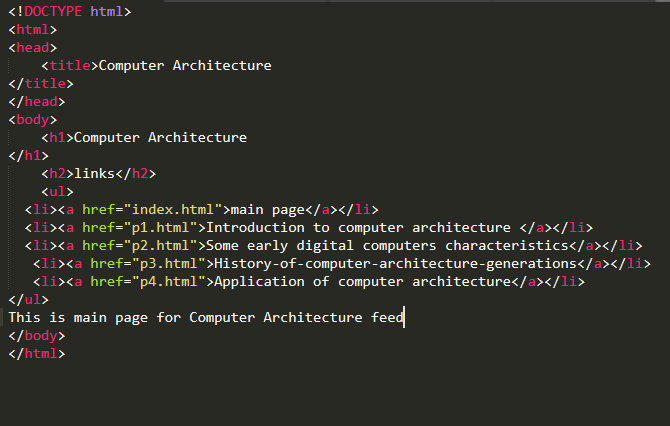 <!DOCTYPE html>
<html>
<head>
    <title>Computer Architecture
</title>
</head>
<body>
    <h1>Computer Architecture
</h1>
    <h2>links</h2>
    <ul>
  <li><a href="index.html">main page</a></li>
  <li><a href="p1.html">Introduction to computer architecture </a></li>
  <li><a href="p2.html">Some early digital computers characteristics</a></li>
   <li><a href="p3.html">History-of-computer-architecture-generations</a></li>
   <li><a href="p4.html">Application of computer architecture</a></li>
</ul>
This is main page for Computer Architecture feed
</body>
</html>